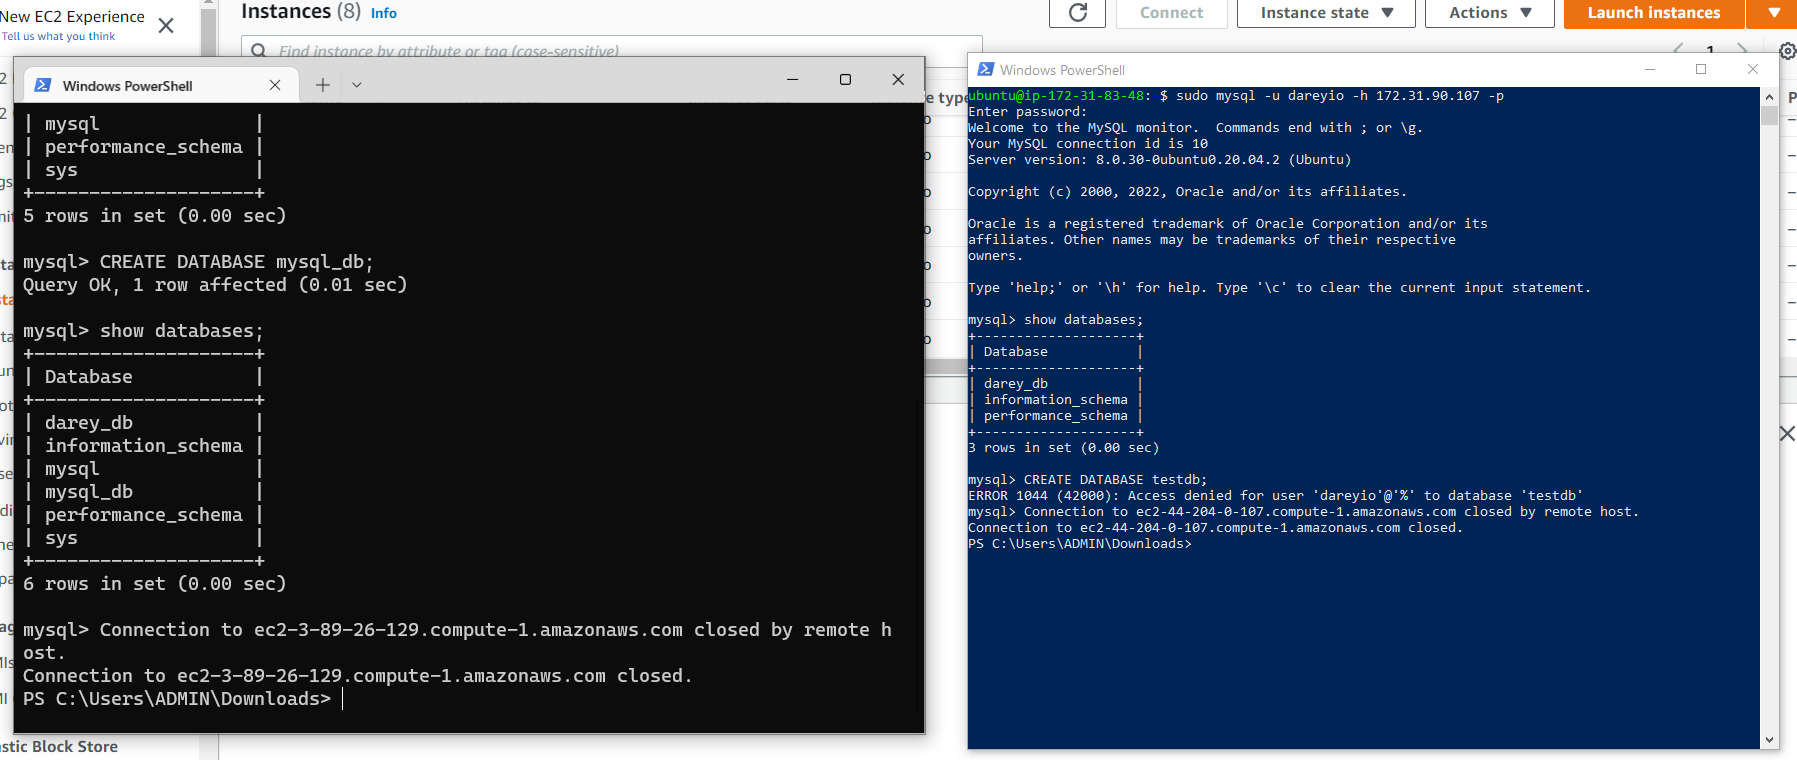 New EC2 Experience
Tell us what you think
Instances (8) Info
Connect
Instance state
Actions
Launch instances
Find instance by attribute or tag (case-sensitive)
1
Windows PowerShell
| mysql              |
| performance_schema |
| sys                |
+--------------------+
5 rows in set (0.00 sec)
mysql> CREATE DATABASE mysql_db;
Query OK, 1 row affected (0.01 sec)
mysql> show databases;
+--------------------+
| Database           |
+--------------------+
| darey_db           |
| information_schema |
| mysql              |
| mysql_db           |
| performance_schema |
| sys                |
+--------------------+
6 rows in set (0.00 sec)
mysql> Connection to ec2-3-89-26-129.compute-1.amazonaws.com closed by remote h
ost.
Connection to ec2-3-89-26-129.compute-1.amazonaws.com closed.
PS C:\Users\ADMIN\Downloads>
stic Block Store
e type
Windows PowerShell
ubuntu@ip-172-31-83-48: $ sudo mysql -u dareyio -h 172.31.90.107 -p
Enter password:
Welcome to the MySQL monitor.  Commands end with ; or \g.
Your MySQL connection id is 10
Server version: 8.0.30-0ubuntu0.20.04.2 (Ubuntu)
Copyright (c) 2000, 2022, Oracle and/or its affiliates.
Oracle is a registered trademark of Oracle Corporation and/or its
affiliates. Other names may be trademarks of their respective
owners.
Type 'help;' or '\h' for help. Type '\c' to clear the current input statement.
mysql> show databases;
+--------------------+
| Database           |
+--------------------+
| darey_db           |
| information_schema |
| performance_schema |
+--------------------+
3 rows in set (0.00 sec)
mysql> CREATE DATABASE testdb;
ERROR 1044 (42000): Access denied for user 'dareyio'@'%' to database 'testdb'
mysql> Connection to ec2-44-204-0-107.compute-1.amazonaws.com closed by remote host.
Connection to ec2-44-204-0-107.compute-1.amazonaws.com closed.
PS C:\Users\ADMIN\Downloads>